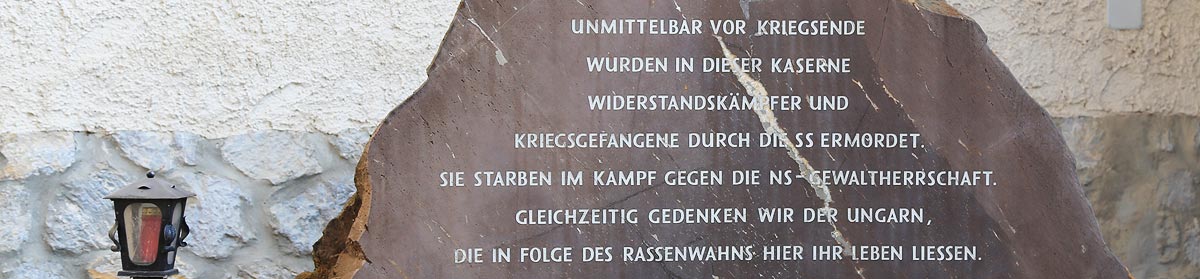 UNMITTELBAR VOR KRIEGSENDE
WURDEN IN DIESER KASERNE
WIDERSTANDSKÄMPFER UND
KRIEGSGEFANGENE DURCH DIE SS ERMORDET.
SIE STARBEN IM KAMPF GEGEN DIE NS-GEWALTHERRSCHAFT.
GLEICHZEITIG GEDENKEN WIR DER UNGARN,
DIE IN FOLGE DES RASSENWAHNS HIER IHR LEBEN LIESSEN.